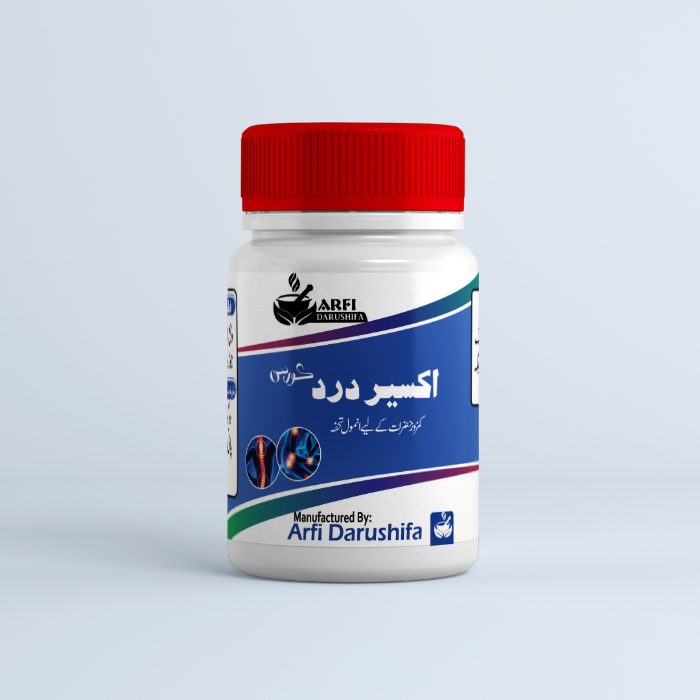 ARFI
DARUSHIFA
اکسیر درد کورس
کمزور حضرات کے لیے انمول تحفہ
Manufactured By:
Arfi Darushifa